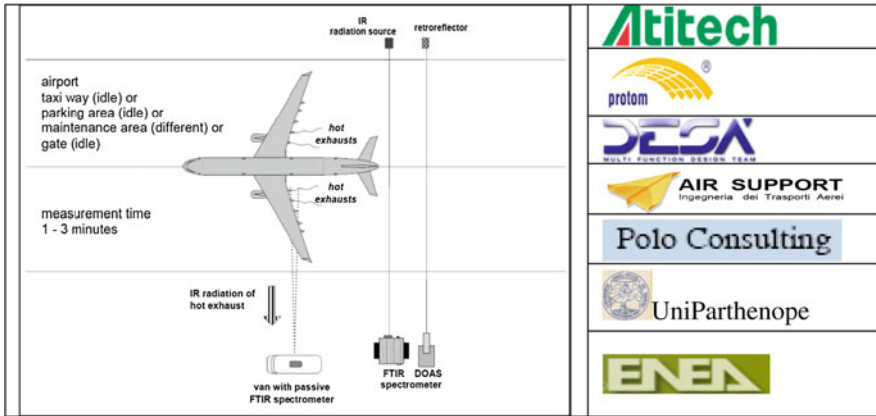 IR
radiation source
retroreflector
airport
taxi way (idle) or
parking area (idle) or
maintenance area (different) or
gate (idle)
hot
exhausts
hot
exhausts
measurement time
1 - 3 minutes
IR radiation of
hot exhaust
van with passive
FTIR spectrometer
FTIR DOAS
spectrometer
Atitech
protom
®
DESA
MULTI FUNCTION DESIGN TEAM
AIR SUPPORT
Ingegneria dei Trasporti Aerei
Polo Consulting
UniParthenope
ENEA